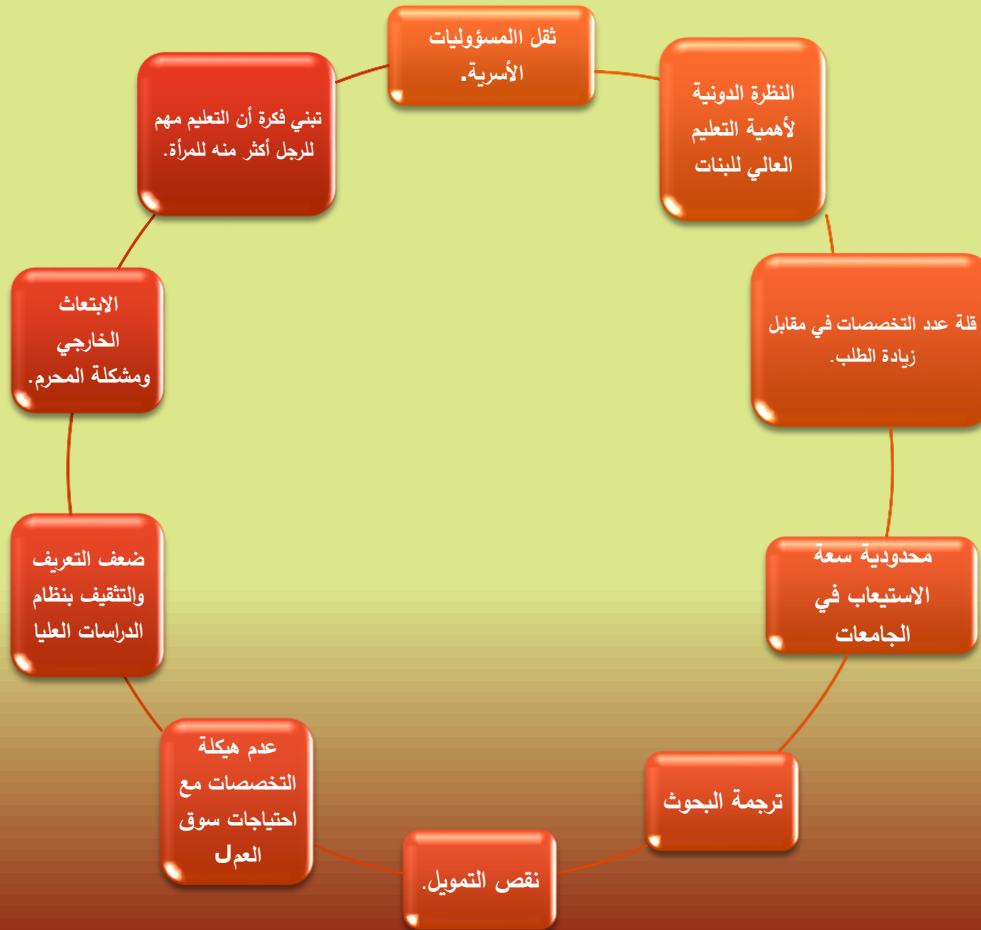 ثقل االمسؤوليات
الأسرية.
النظرة الدونية
لأهمية التعليم
العالي للبنات
قلة عدد التخصصات في مقابل
زيادة الطلب.
محدودية سعة
الاستيعاب في
الجامعات
ترجمة البحوث
نقص التمويل.
عدم هيكلة
التخصصات مع
احتياجات سوق
العمل
ضعف التعريف
والتثقيف بنظام
الدراسات العليا
الابتعاث
الخارجي
ومشكلة المحرم.
تبني فكرة أن التعليم مهم
للرجل أكثر منه للمرأة.